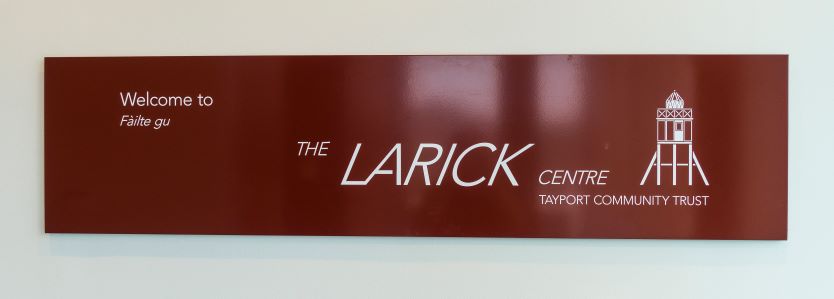 Welcome to
Fàilte gu
THE LARICK CENTRE
TAYPORT COMMUNITY TRUST